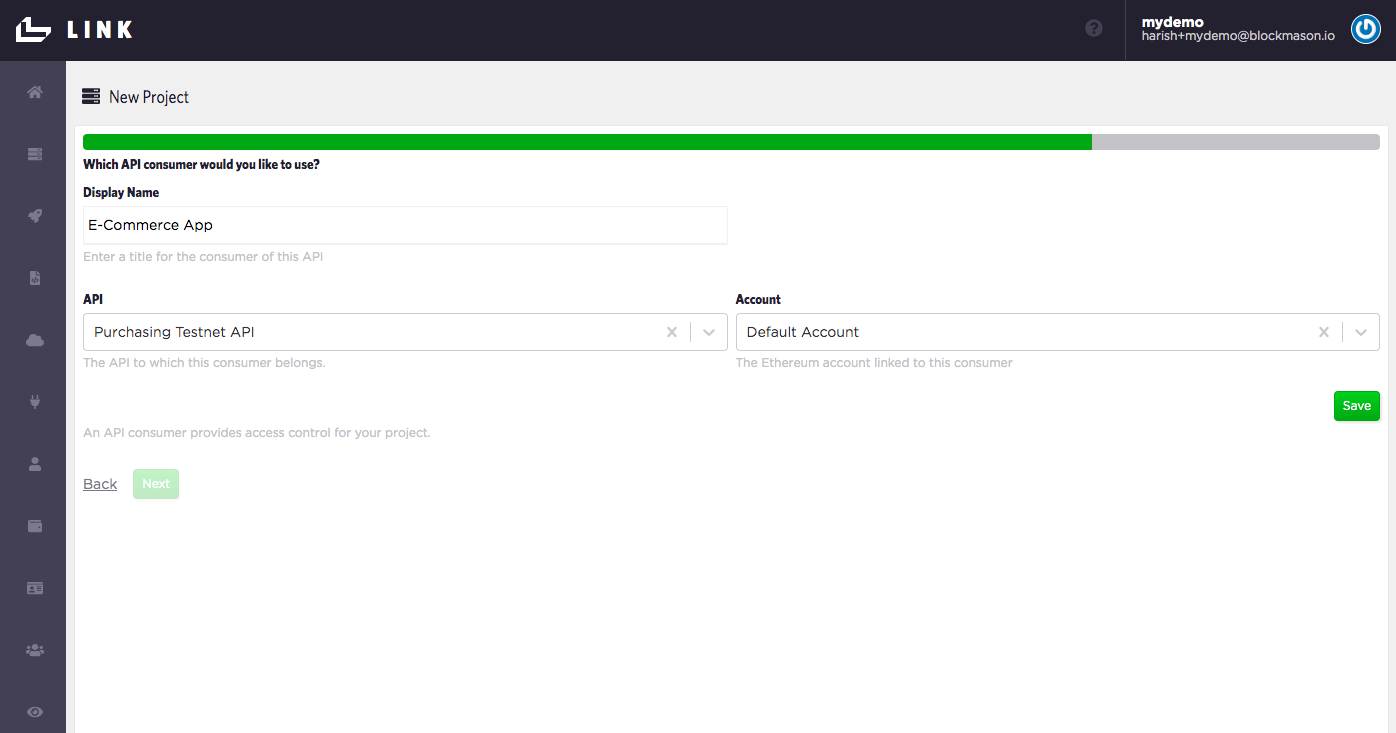 LINK
?
mydemo
harish+mydemo@blockmason.io
New Project
Which API consumer would you like to use?
Display Name
E-Commerce App
Enter a title for the consumer of this API
API
Account
Purchasing Testnet API
Default Account
The API to which this consumer belongs.
The Ethereum account linked to this consumer
Save
An API consumer provides access control for your project.
Back
Next